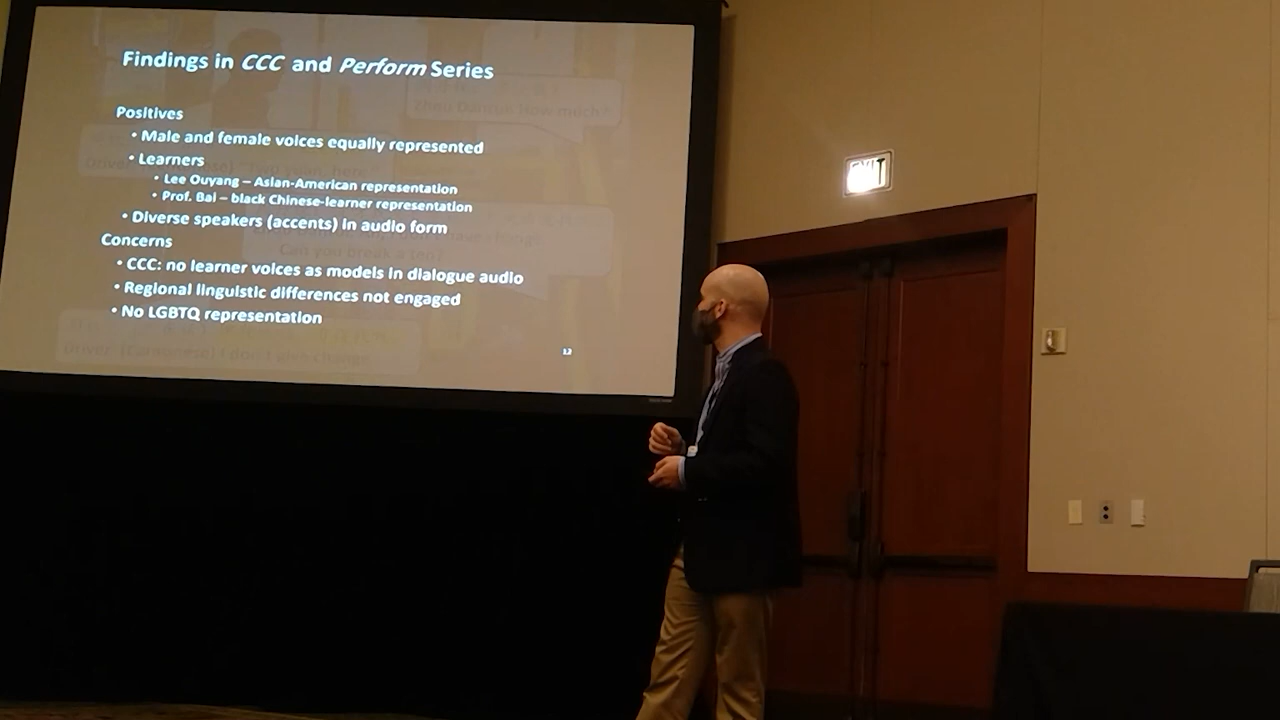 Findings in CCC and Perform Series
Positives
• Male and female voices equally represented
• Learners
• Lee Ouyang – Asian-American representation
• Prof. Bai – black Chinese-learner representation
• Diverse speakers (accents) in audio form
Concerns
• CCC: no learner voices as models in dialogue audio
• Regional linguistic differences not engaged
• No LGBTQ representation
12
EXIT